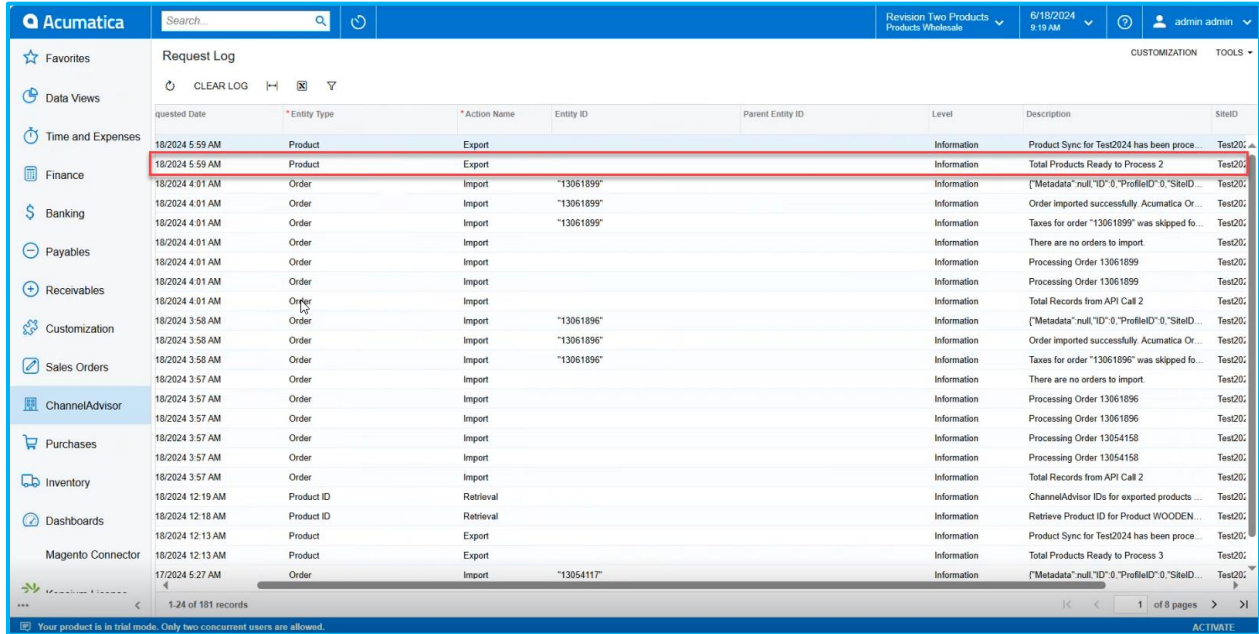 Acumatica Search... Revision Two Products Products Wholesale 6/18/2024 9:19 AM admin admin
Favorites
Data Views
Time and Expenses
Finance
Banking
Payables
Receivables
Customization
Sales Orders
ChannelAdvisor
Purchases
Inventory
Dashboards
Magento Connector
Request Log CUSTOMIZATION TOOLS
CLEAR LOG
quested Date * Entity Type * Action Name Entity ID Parent Entity ID Level Description SiteID
18/2024 5:59 AM Product Export Information Product Sync for Test2024 has been proce... Test202
18/2024 5:59 AM Product Export Information Total Products Ready to Process 2 Test202
18/2024 4:01 AM Order Import "13061899" Information {"Metadata":null,"ID":0,"ProfileID":0,"SiteID... Test202
18/2024 4:01 AM Order Import "13061899" Information Order imported successfully. Acumatica Or... Test202
18/2024 4:01 AM Order Import "13061899" Information Taxes for order "13061899" was skipped fo... Test202
18/2024 4:01 AM Order Import Information There are no orders to import. Test202
18/2024 4:01 AM Order Import Information Processing Order 13061899 Test202
18/2024 4:01 AM Order Import Information Processing Order 13061899 Test202
18/2024 4:01 AM Order Import Information Total Records from API Call 2 Test202
18/2024 3:58 AM Order Import "13061896" Information {"Metadata":null,"ID":0,"ProfileID":0,"SiteID... Test202
18/2024 3:58 AM Order Import "13061896" Information Order imported successfully. Acumatica Or... Test202
18/2024 3:58 AM Order Import "13061896" Information Taxes for order "13061896" was skipped fo... Test202
18/2024 3:57 AM Order Import Information There are no orders to import. Test202
18/2024 3:57 AM Order Import Information Processing Order 13061896 Test202
18/2024 3:57 AM Order Import Information Processing Order 13061896 Test202
18/2024 3:57 AM Order Import Information Processing Order 13054158 Test202
18/2024 3:57 AM Order Import Information Processing Order 13054158 Test202
18/2024 3:57 AM Order Import Information Total Records from API Call 2 Test202
18/2024 12:19 AM Product ID Retrieval Information ChannelAdvisor IDs for exported products ... Test202
18/2024 12:18 AM Product ID Retrieval Information Retrieve Product ID for Product WOODEN... Test202
18/2024 12:13 AM Product Export Information Product Sync for Test2024 has been proce... Test202
18/2024 12:13 AM Product Export Information Total Products Ready to Process 3 Test202
17/2024 5:27 AM Order Import "13054117" Information {"Metadata":null,"ID":0,"ProfileID":0,"SiteID... Test202
1-24 of 181 records 1 of 8 pages
Your product is in trial mode. Only two concurrent users are allowed. ACTIVATE